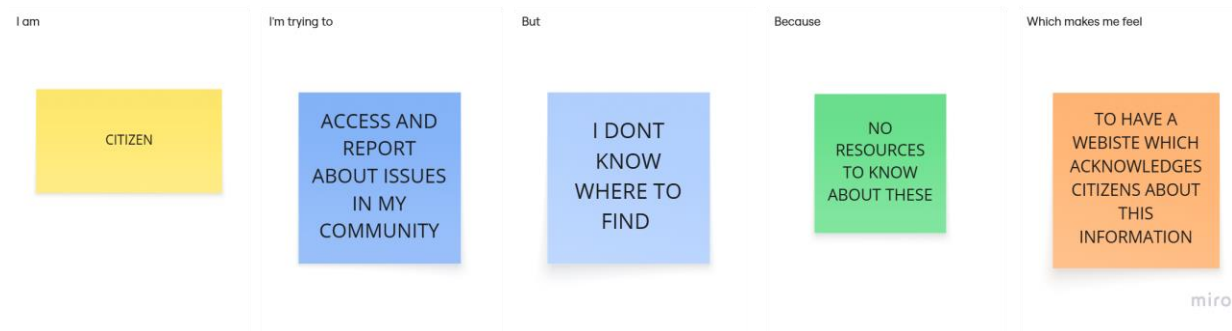 I am
CITIZEN
I'm trying to
ACCESS AND
REPORT
ABOUT ISSUES
IN MY
COMMUNITY
But
I DONT
KNOW
WHERE TO
FIND
Because
NO
RESOURCES
TO KNOW
ABOUT THESE
Which makes me feel
TO HAVE A
WEBISTE WHICH
ACKNOWLEDGES
CITIZENS ABOUT
THIS
INFORMATION
miro